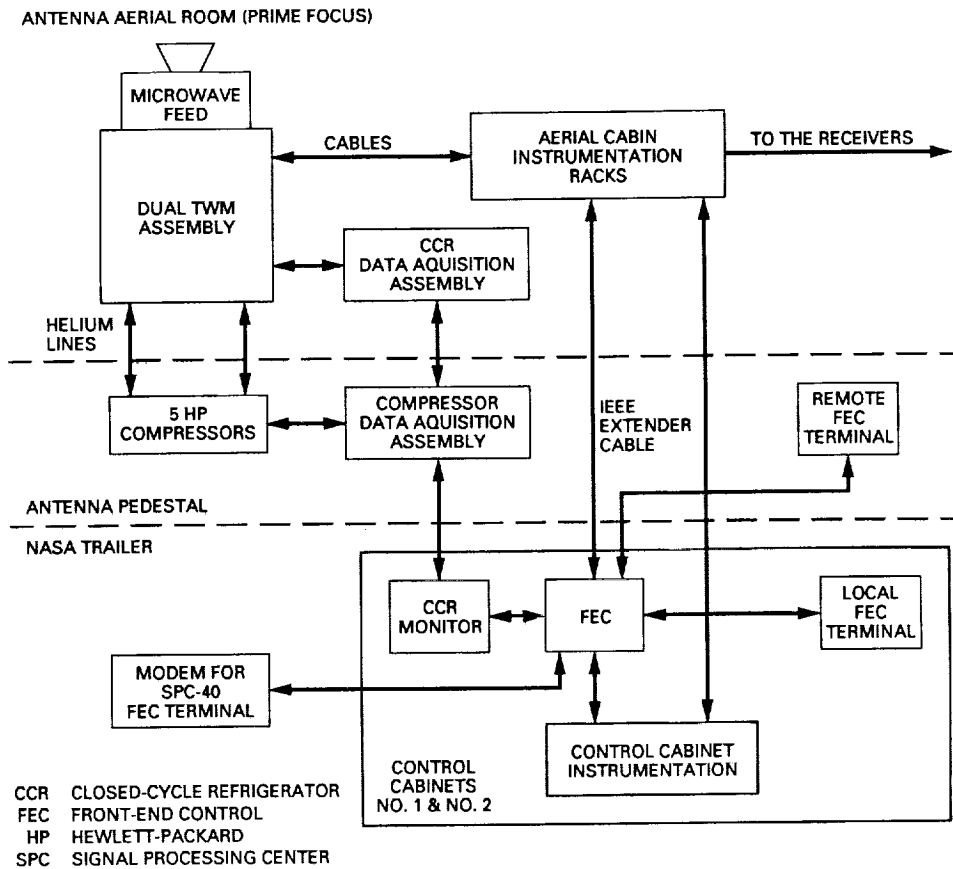 ANTENNA AERIAL ROOM (PRIME FOCUS)
MICROWAVE
FEED
CABLES
AERIAL CABIN
INSTRUMENTATION
RACKS
TO THE RECEIVERS
DUAL TWM
ASSEMBLY
CCR
DATA AQUISITION
ASSEMBLY
HELIUM
LINES
5 HP
COMPRESSORS
COMPRESSOR
DATA AQUISITION
ASSEMBLY
IEEE
EXTENDER
CABLE
REMOTE
FEC
TERMINAL
ANTENNA PEDESTAL
NASA TRAILER
CCR
MONITOR
FEC
LOCAL
FEC
TERMINAL
MODEM FOR
SPC-40
FEC TERMINAL
CONTROL CABINET
INSTRUMENTATION
CONTROL
CABINETS
NO. 1 & NO. 2
CCR CLOSED-CYCLE REFRIGERATOR
FEC FRONT-END CONTROL
HP HEWLETT-PACKARD
SPC SIGNAL PROCESSING CENTER